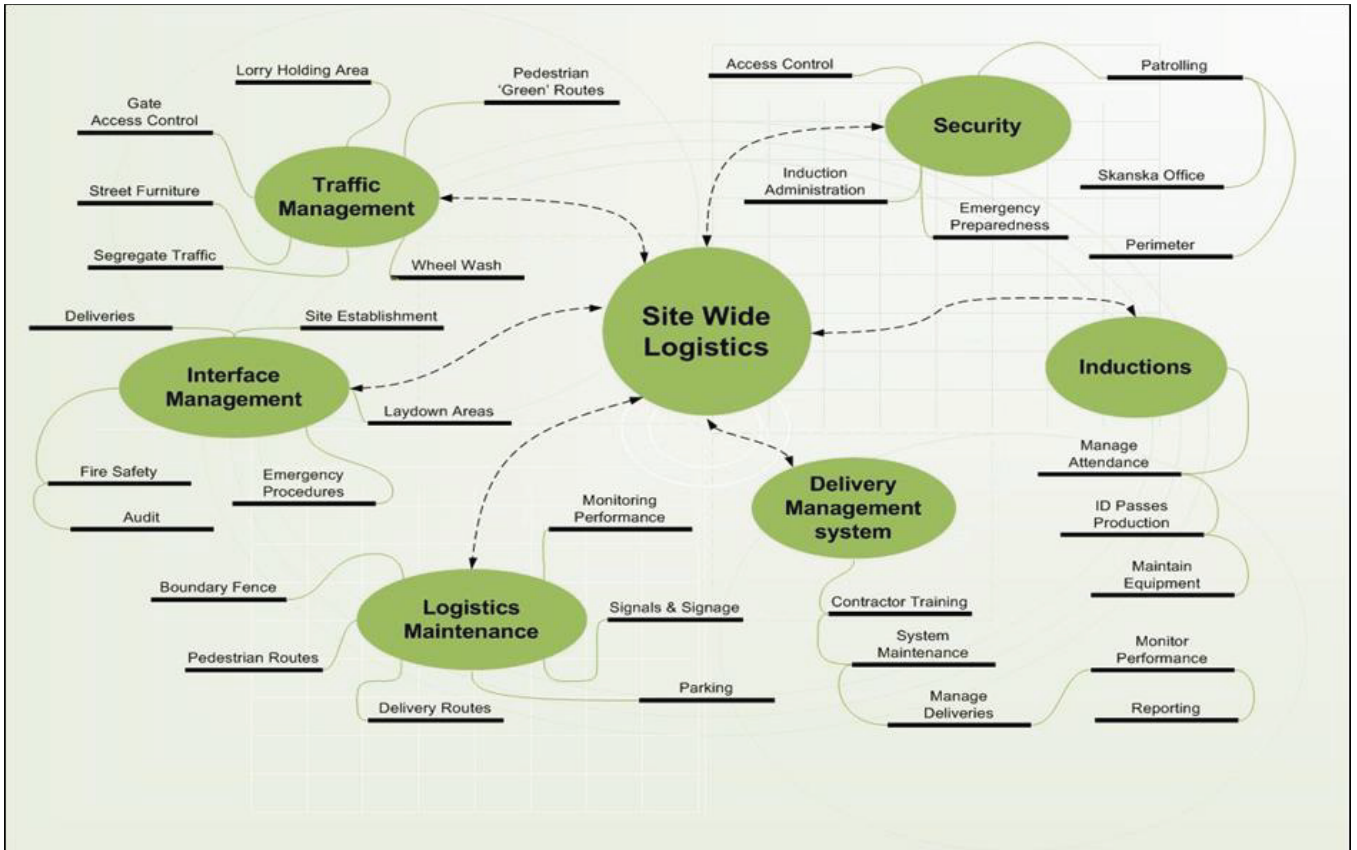 Lorry Holding Area
Pedestrian
'Green' Routes
Gate
Access Control
Traffic
Management
Street Furniture
Segregate Traffic
Wheel Wash
Access Control
Patrolling
Security
Induction
Administration
Skanska Office
Emergency
Preparedness
Perimeter
Site Wide
Logistics
Deliveries
Site Establishment
Interface
Management
Laydown Areas
Fire Safety
Emergency
Procedures
Audit
Inductions
Manage
Attendance
ID Passes
Production
Maintain
Equipment
Delivery
Management
system
Contractor Training
System
Maintenance
Manage
Deliveries
Monitor
Performance
Reporting
Monitoring
Performance
Boundary Fence
Logistics
Maintenance
Signals & Signage
Pedestrian Routes
Parking
Delivery Routes